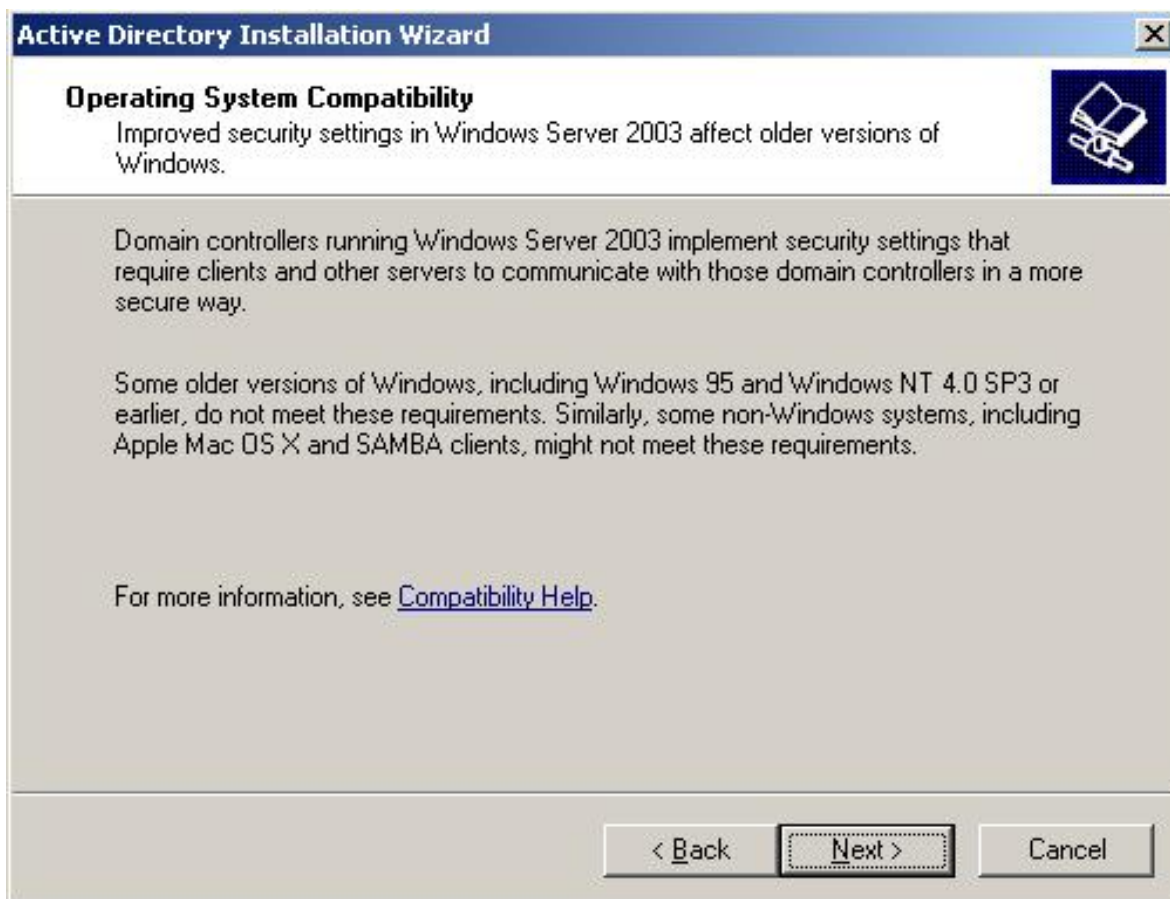 Active Directory Installation Wizard
Operating System Compatibility
Improved security settings in Windows Server 2003 affect older versions of
Windows.
Domain controllers running Windows Server 2003 implement security settings that
require clients and other servers to communicate with those domain controllers in a more
secure way.
Some older versions of Windows, including Windows 95 and Windows NT 4.0 SP3 or
earlier, do not meet these requirements. Similarly, some non-Windows systems, including
Apple Mac OS X and SAMBA clients, might not meet these requirements.
For more information, see Compatibility Help.
< Back
Next >
Cancel